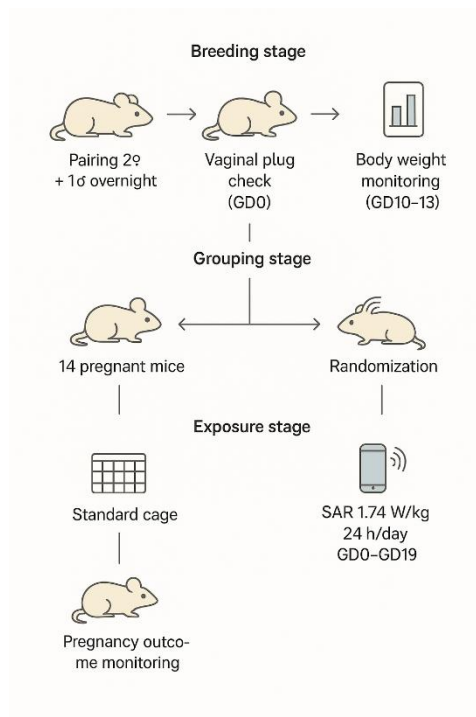 Breeding stage
Pairing 2♀
+ 1σ overnight
Vaginal plug
check
(GD0)
Body weight
monitoring
(GD10–13)
Grouping stage
14 pregnant mice
Randomization
Exposure stage
Standard cage
SAR 1.74 W/kg
24 h/day
GD0–GD19
Pregnancy outco-
me monitoring